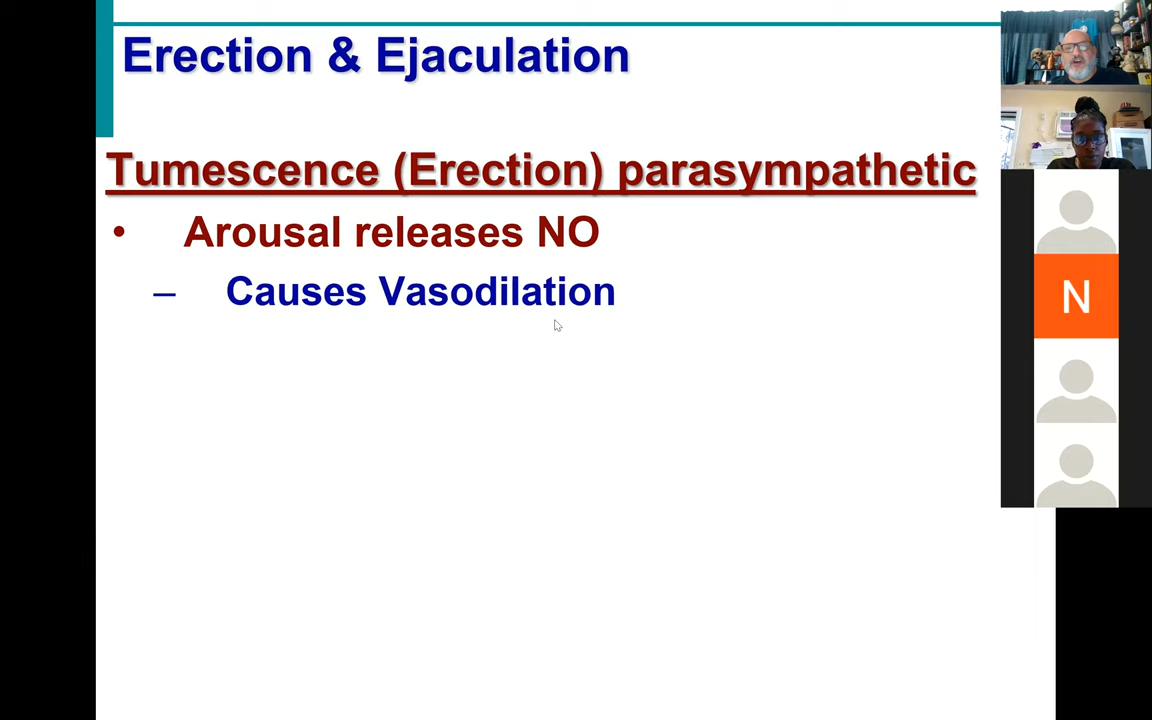 Erection & Ejaculation
Tumescence (Erection) parasympathetic
• Arousal releases NO
– Causes Vasodilation
N